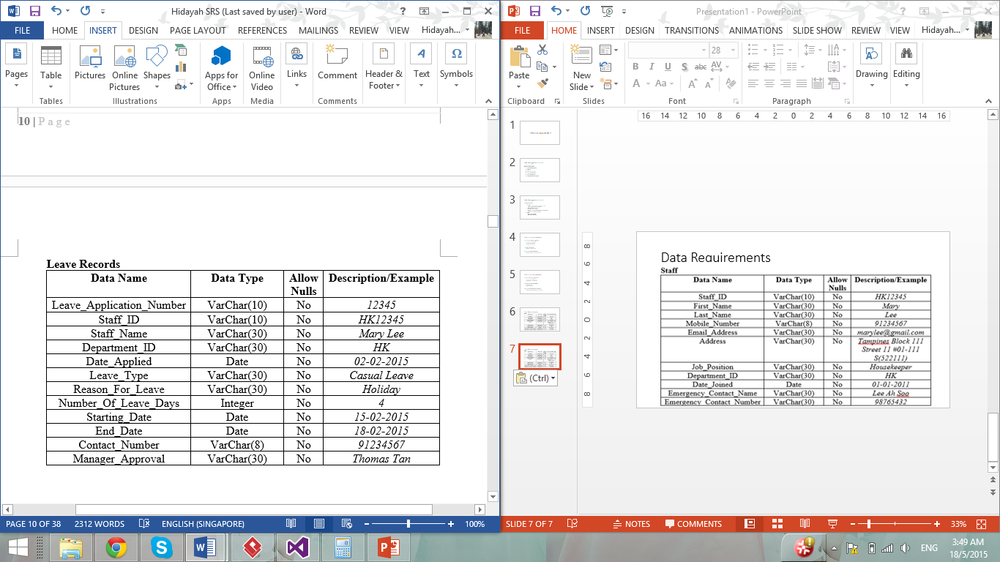 Hidayah SRS (Last saved by user) - Word
FILE HOME INSERT DESIGN PAGE LAYOUT REFERENCES MAILINGS REVIEW VIEW Hidayah...
Pages Table Pictures Online Pictures Shapes Apps for Office Online Video Links Comment Header & Footer Text Symbols
Tables Illustrations Apps Media Comments
10 | Page
Leave Records
Data Name Data Type Allow Nulls Description/Example
Leave_Application_Number VarChar(10) No 12345
Staff_ID VarChar(10) No HK12345
Staff_Name VarChar(30) No Mary Lee
Department_ID VarChar(30) No HK
Date_Applied Date No 02-02-2015
Leave_Type VarChar(30) No Casual Leave
Reason_For_Leave VarChar(30) No Holiday
Number_Of_Leave_Days Integer No 4
Starting_Date Date No 15-02-2015
End_Date Date No 18-02-2015
Contact_Number VarChar(8) No 91234567
Manager_Approval VarChar(30) No Thomas Tan
PAGE 10 OF 38 2312 WORDS ENGLISH (SINGAPORE) 100%
Presentation1 - PowerPoint
FILE HOME INSERT DESIGN TRANSITIONS ANIMATIONS SLIDE SHOW REVIEW VIEW Hidayah...
Paste New Slide 28 Drawing Editing
B I U S abc AV
A Aa A A A
Clipboard Slides Font Paragraph
16 14 12 10 8 6 4 2 0 2 4 6 8 10 12 14 16
1
2
3
4
5
6
7
(Ctrl)
8
6
4
2
0
2
4
6
8
Data Requirements
Staff
Data Name Data Type Allow Nulls Description/Example
Staff_ID VarChar(10) No HK12345
First_Name VarChar(30) No Mary
Last_Name VarChar(30) No Lee
Mobile_Number VarChar(8) No 91234567
Email_Address VarChar(30) No marylee@gmail.com
Address VarChar(30) No Tampines Block 111
Street 11 #01-111
S(522111)
Job_Position VarChar(30) No Housekeeper
Department_ID VarChar(30) No HK
Date_Joined Date No 01-01-2011
Emergency_Contact_Name VarChar(30) No Lee Ah Soo
Emergency_Contact_Number VarChar(30) No 98765432
SLIDE 7 OF 7 NOTES COMMENTS 33%
ENG 3:49 AM
18/5/2015